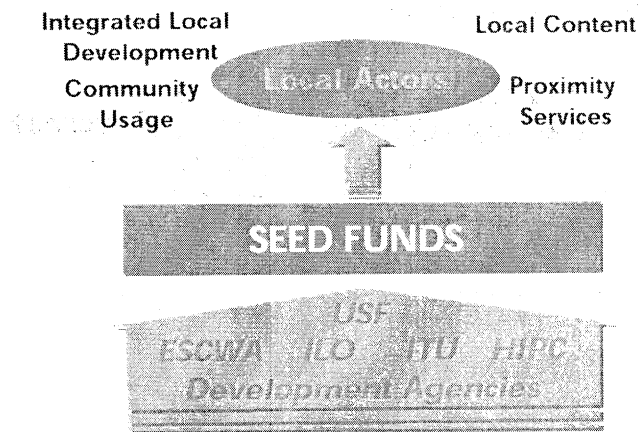 Integrated Local
Development
Community
Usage
Local Actors
Local Content
Proximity
Services
SEED FUNDS
USF
ESCWA ILO ITU HIPC
Development Agencies